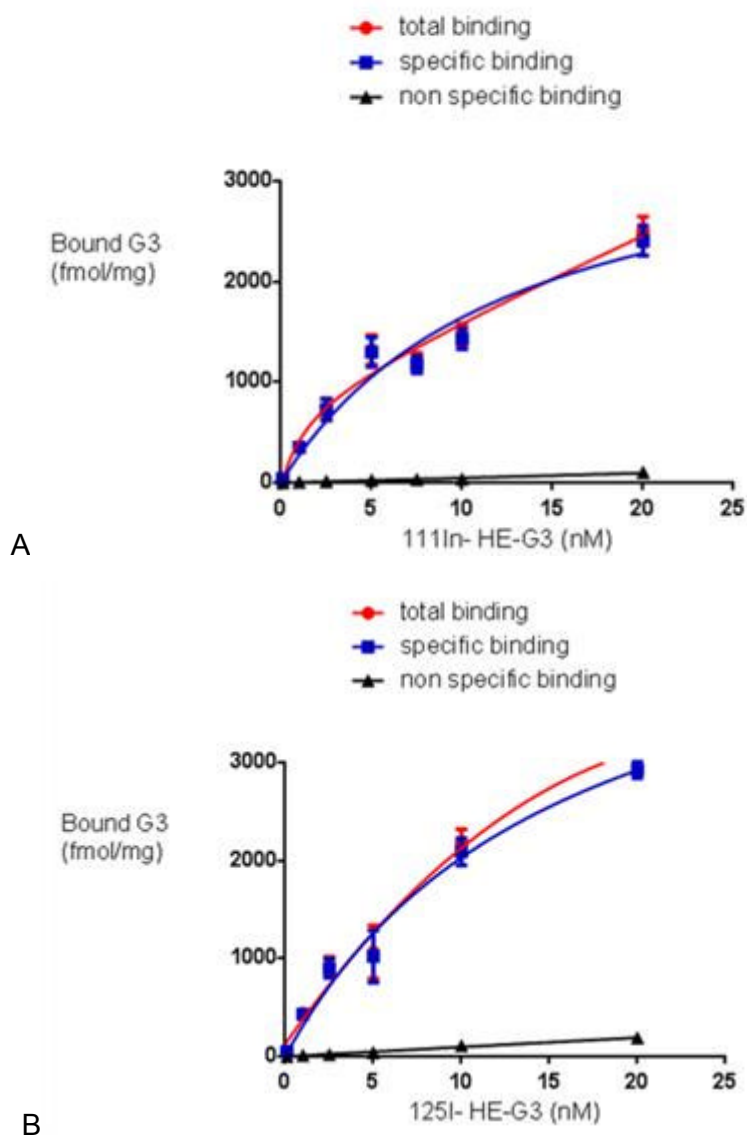 total binding
specific binding
non specific binding
3000
Bound G3
(fmol/mg)
2000
1000
0
0 5 10 15 20 25
111In- HE-G3 (nM)
A
total binding
specific binding
non specific binding
3000
Bound G3
(fmol/mg)
2000
1000
0
0 5 10 15 20 25
125I- HE-G3 (nM)
B